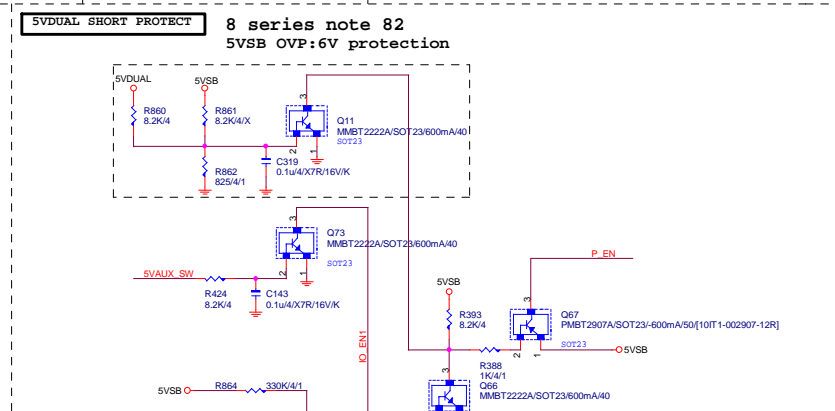 5VDUAL SHORT PROTECT
8 series note 82
5VSB OVP:6V protection
5VDUAL
5VSB
R860
8.2K/4
R861
8.2K/4/X
3
Q11
MMBT2222A/SOT23/600mA/40
SOT23
2
1
R862
825/4/1
C319
0.1u/4/X7R/16V/K
3
Q73
MMBT2222A/SOT23/600mA/40
SOT23
2
1
5VAUX_SW
R424
8.2K/4
C143
0.1u/4/X7R/16V/K
IO_EN1
P_EN
5VSB
R393
8.2K/4
3
Q67
PMBT2907A/SOT23/-600mA/50/[10IT1-002907-12R]
SOT23
2
1
5VSB
R388
1K/4/1
3
Q66
MMBT2222A/SOT23/600mA/40
5VSB
R864
330K/4/1